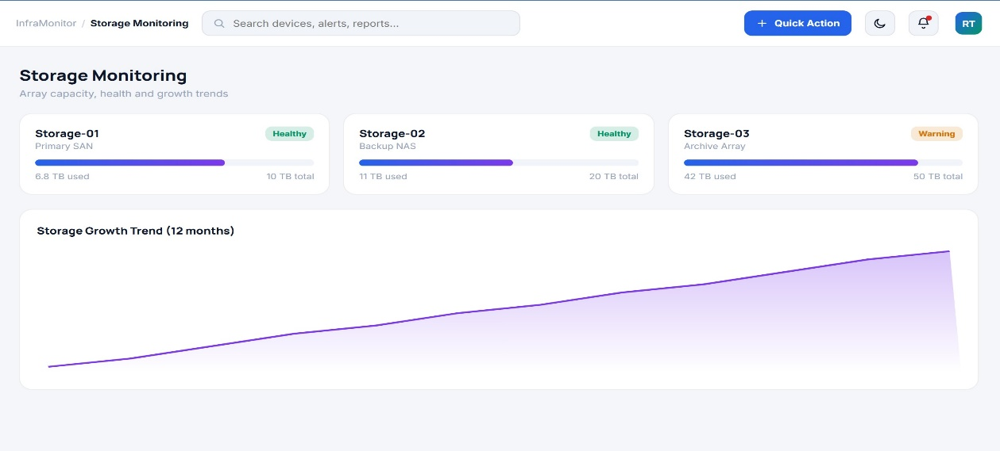 InfraMonitor / Storage Monitoring
Search devices, alerts, reports...
Quick Action
RT
Storage Monitoring
Array capacity, health and growth trends
Storage-01
Healthy
Primary SAN
6.8 TB used
10 TB total
Storage-02
Healthy
Backup NAS
11 TB used
20 TB total
Storage-03
Warning
Archive Array
42 TB used
50 TB total
Storage Growth Trend (12 months)